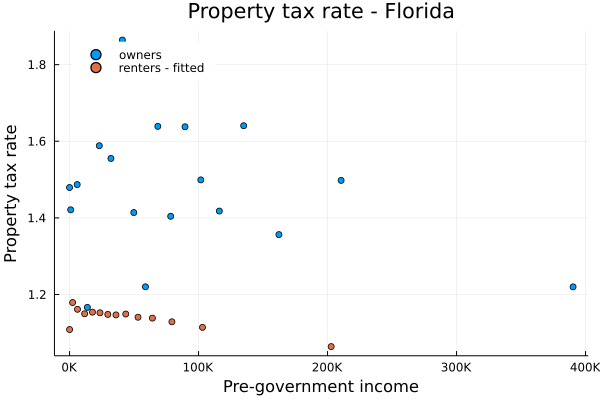 Property tax rate - Florida
owners
renters - fitted
Property tax rate
1.8
1.6
1.4
1.2
0K
100K
200K
300K
400K
Pre-government income